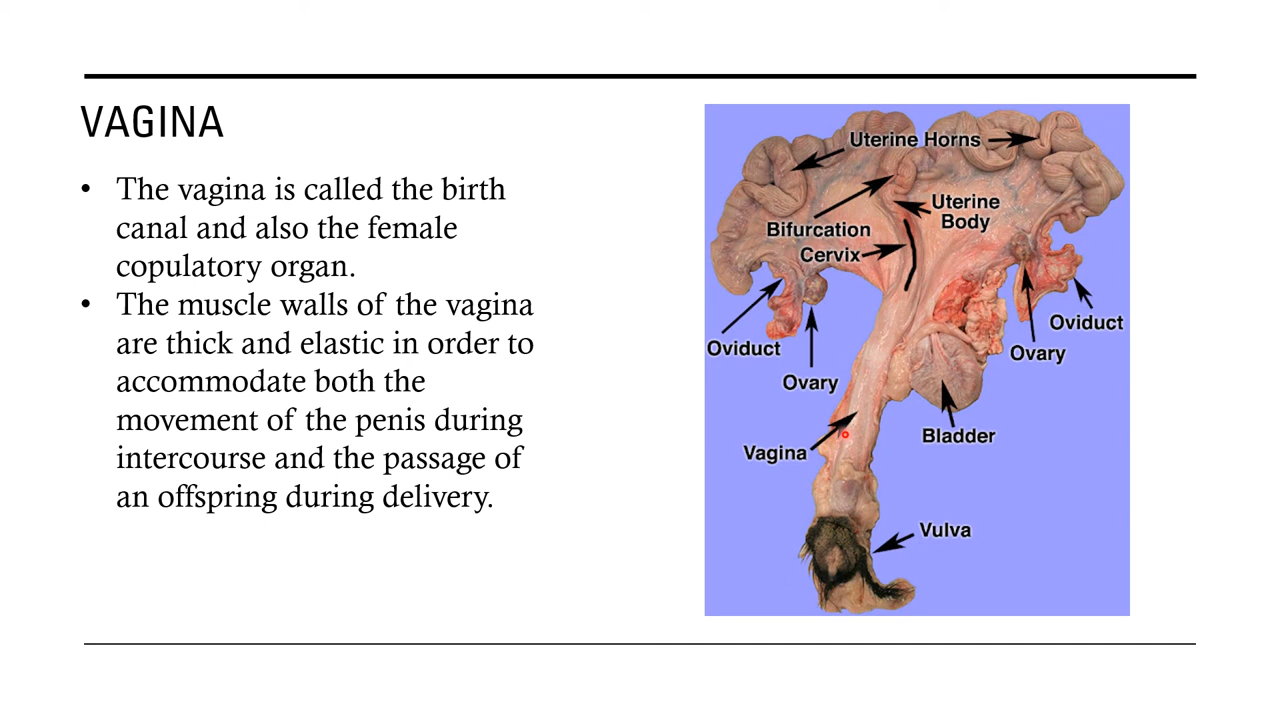 VAGINA
• The vagina is called the birth
canal and also the female
copulatory organ.
• The muscle walls of the vagina
are thick and elastic in order to
accommodate both the
movement of the penis during
intercourse and the passage of
an offspring during delivery.
Uterine Horns
Uterine
Body
Bifurcation
Cervix
Oviduct
Ovary
Oviduct
Ovary
Bladder
Vagina
Vulva